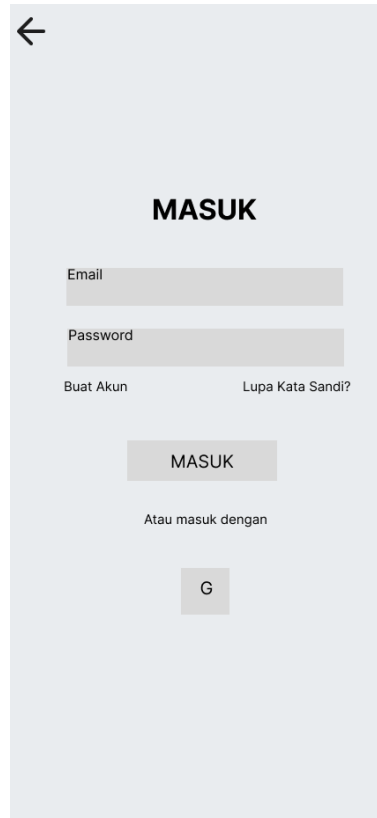 MASUK
Email
Password
Buat Akun Lupa Kata Sandi?
MASUK
Atau masuk dengan
G